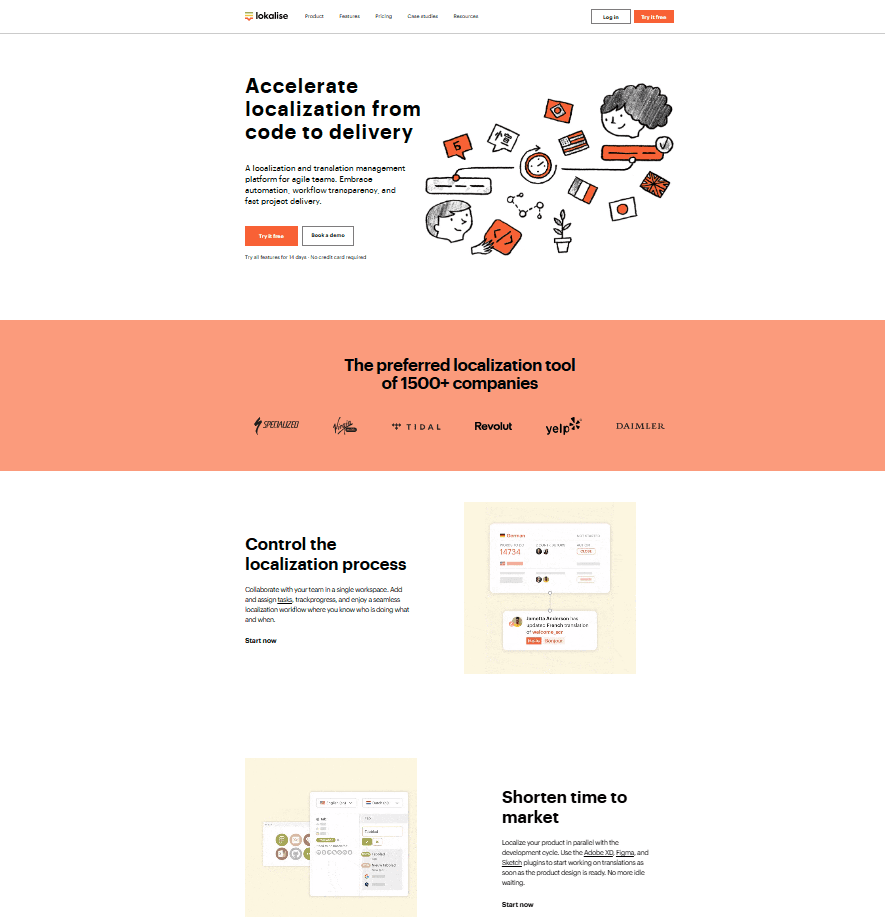 lokalise
Product Features Pricing Case studies Resources
Log in Try it free
Accelerate
localization from
code to delivery
A localization and translation management
platform for agile teams. Embrace
automation, workflow transparency, and
fast project delivery.
Try it free Book a demo
Try all features for 14 days · No credit card required
The preferred localization tool
of 1500+ companies
SPECIALIZED Virgin TIDAL Revolut yelp DAIMLER
Control the
localization process
Collaborate with your team in a single workspace. Add
and assign tasks, trackprogress, and enjoy a seamless
localization workflow where you know who is doing what
and when.
Start now
German
14734
CLOSE
Jametta Anderson has
updated French translation
of welcome_scr
Bonjour
Shorten time to
market
Localize your product in parallel with the
development cycle. Use the Adobe XD, Figma, and
Sketch plugins to start working on translations as
soon as the product design is ready. No more idle
waiting.
Start now